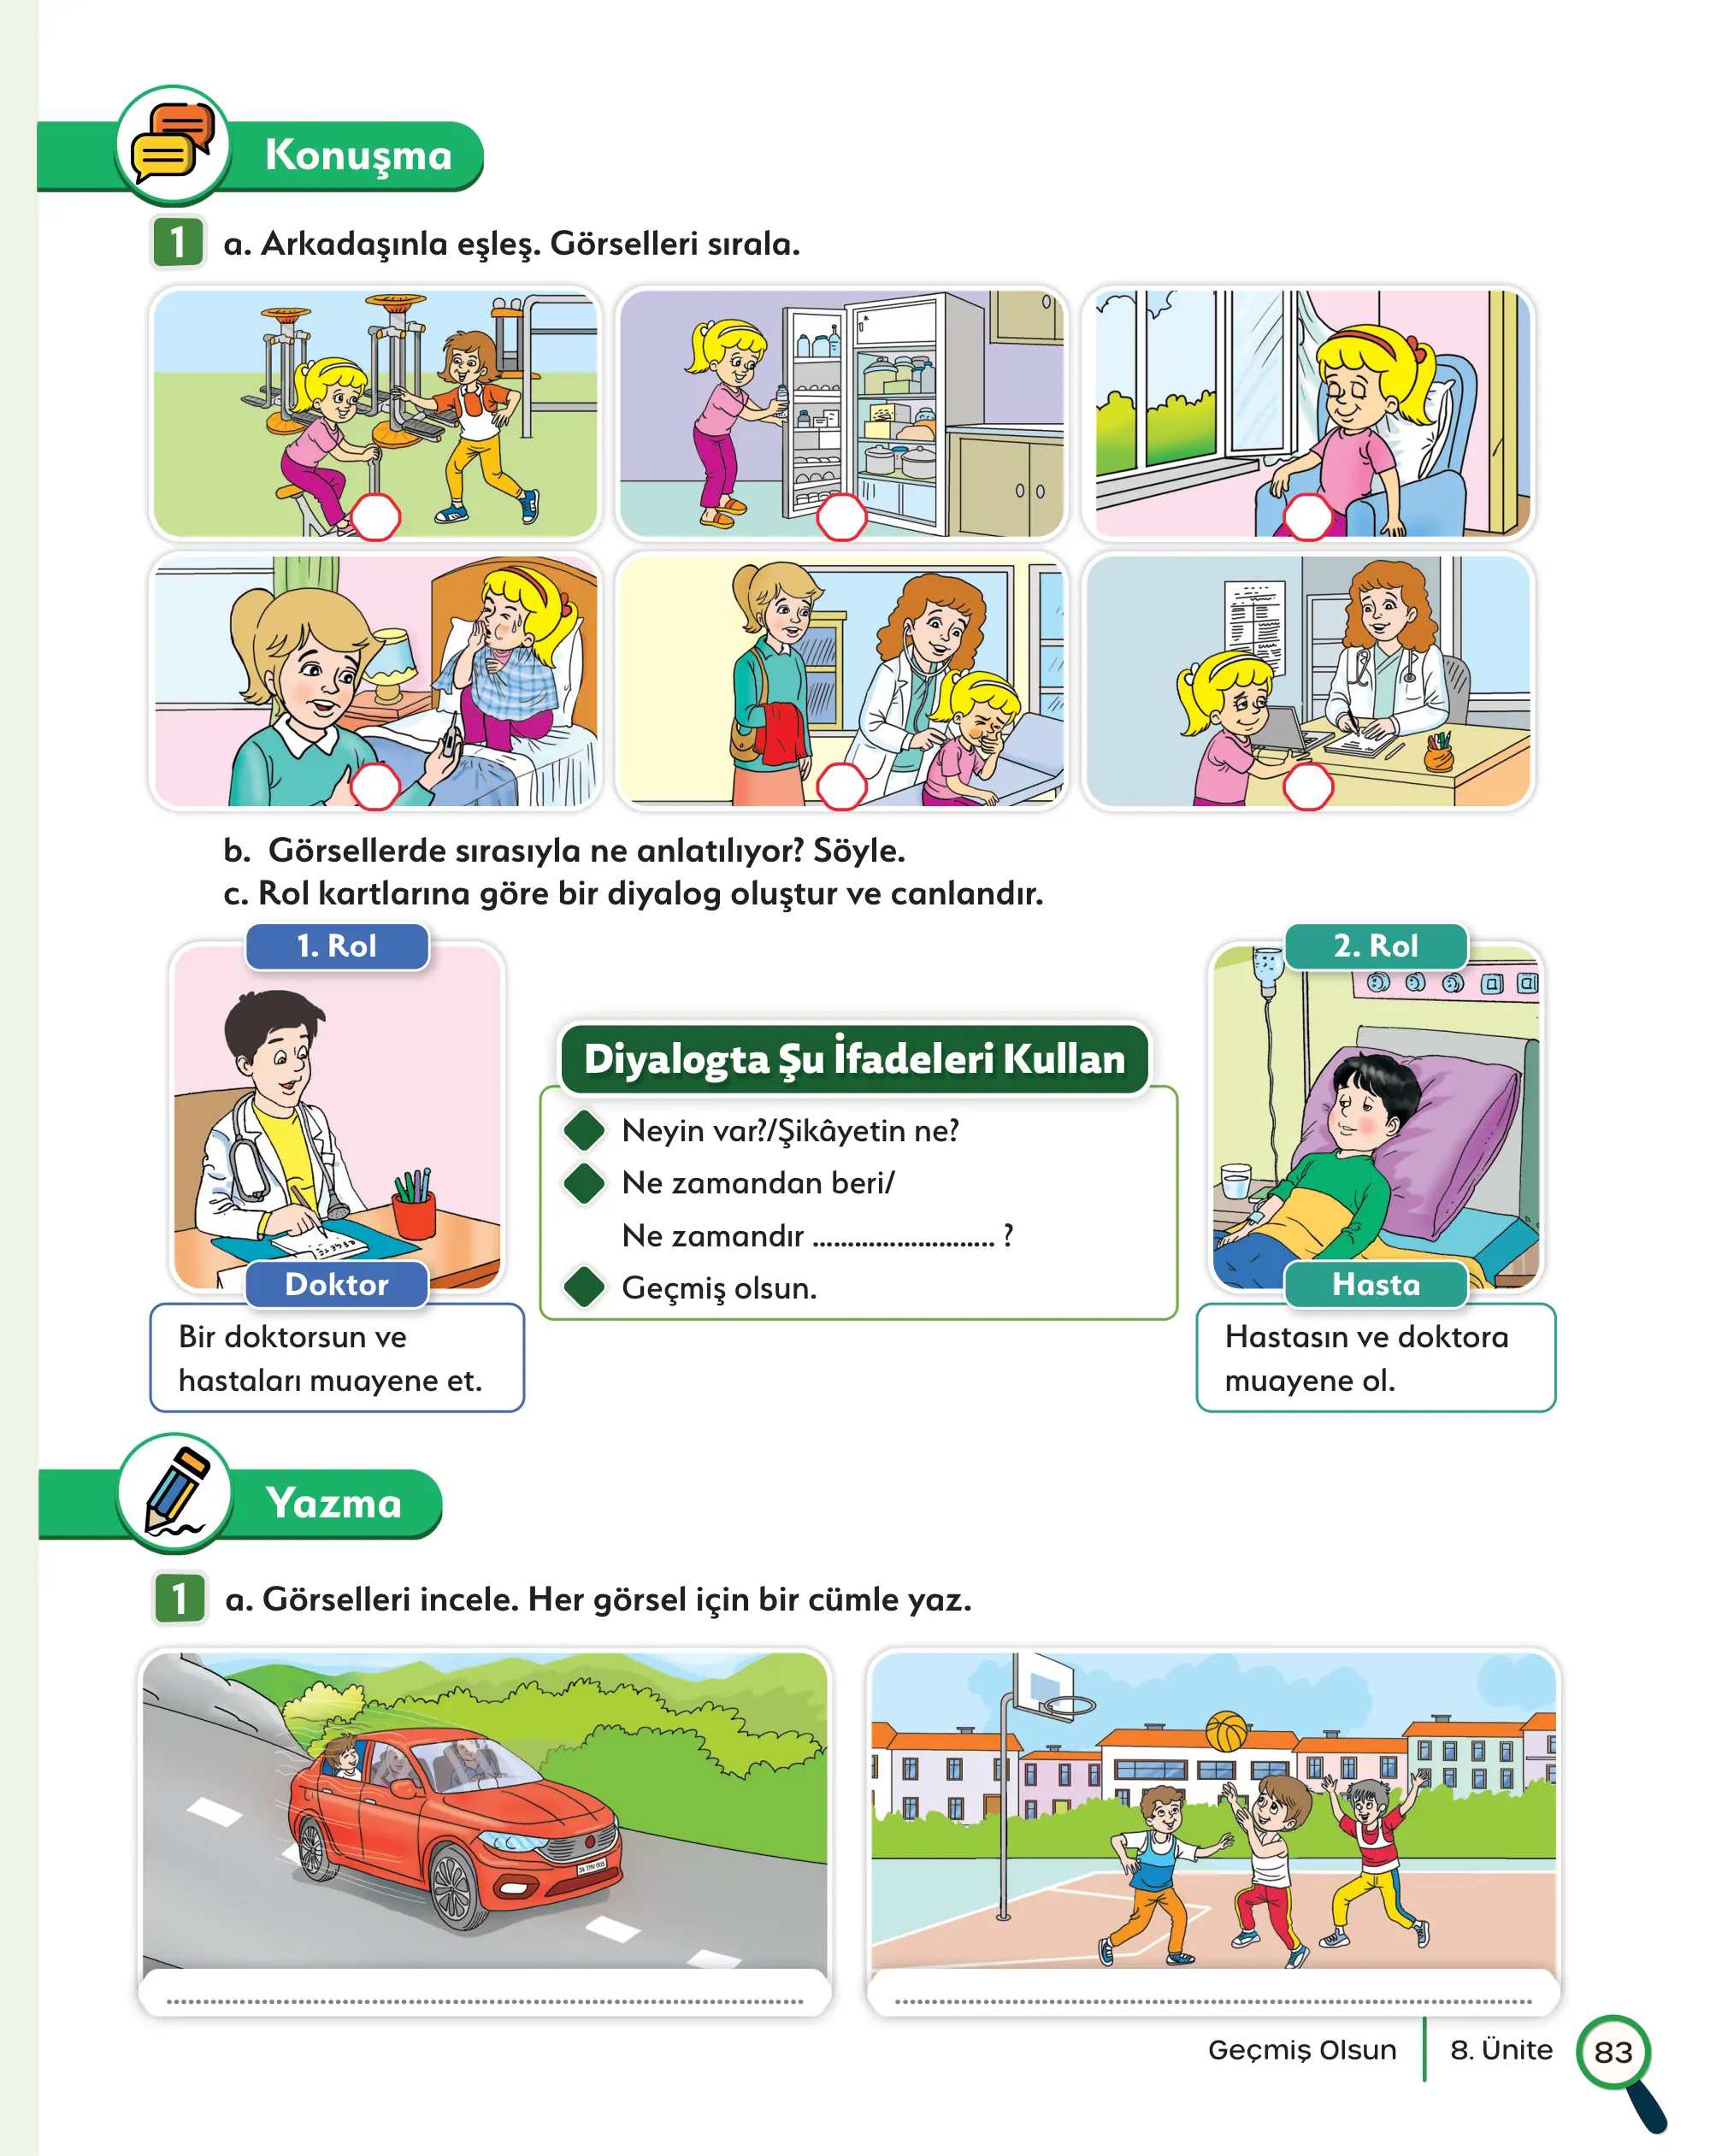 Konuşma
1 a. Arkadaşınla eşleş. Görselleri sırala.
b. Görsellerde sırasıyla ne anlatılıyor? Söyle.
c. Rol kartlarına göre bir diyalog oluştur ve canlandır.
1. Rol
Doktor
Bir doktorsun ve
hastaları muayene et.
Diyalogta Şu İfadeleri Kullan
Neyin var?/Şikâyetin ne?
Ne zamandan beri/
Ne zamandır .......................... ?
Geçmiş olsun.
2. Rol
Hasta
Hastasın ve doktora
muayene ol.
Yazma
1 a. Görselleri incele. Her görsel için bir cümle yaz.
Geçmiş Olsun 8. Ünite 83